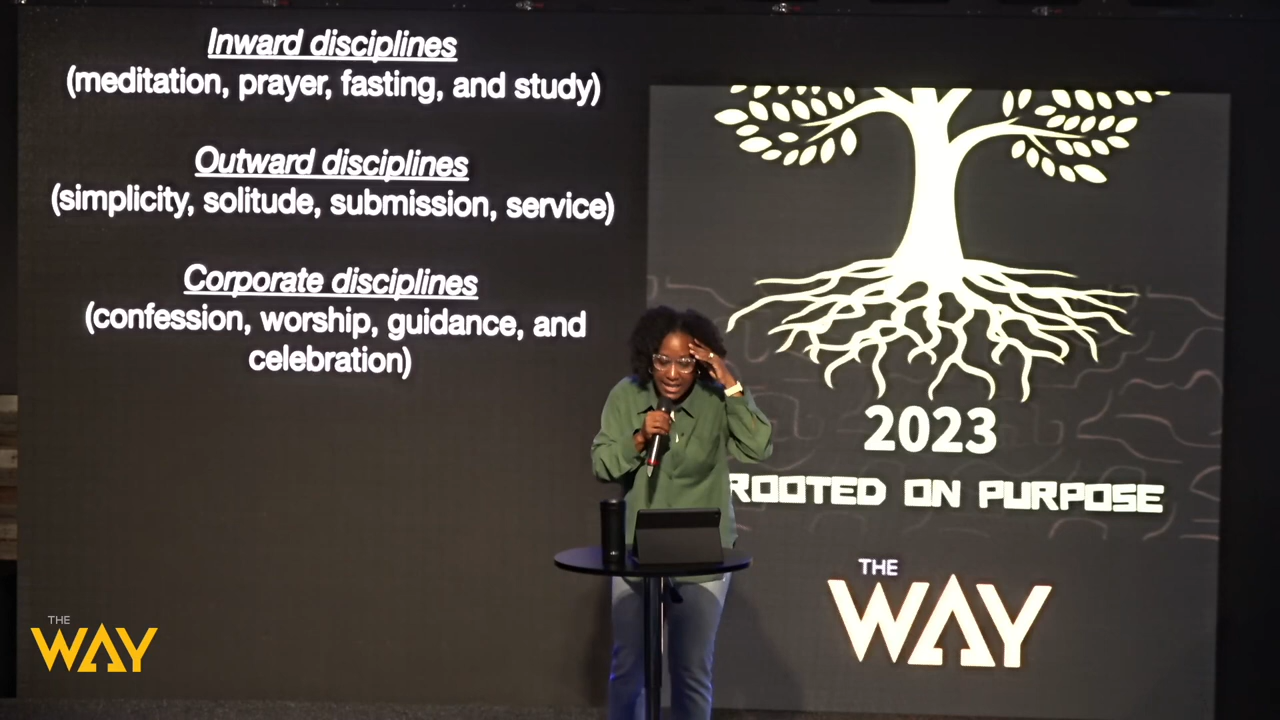 Inward disciplines
(meditation, prayer, fasting, and study)
Outward disciplines
(simplicity, solitude, submission, service)
Corporate disciplines
(confession, worship, guidance, and
celebration)
2023
ROOTED ON PURPOSE
THE
WAY
THE
WAY